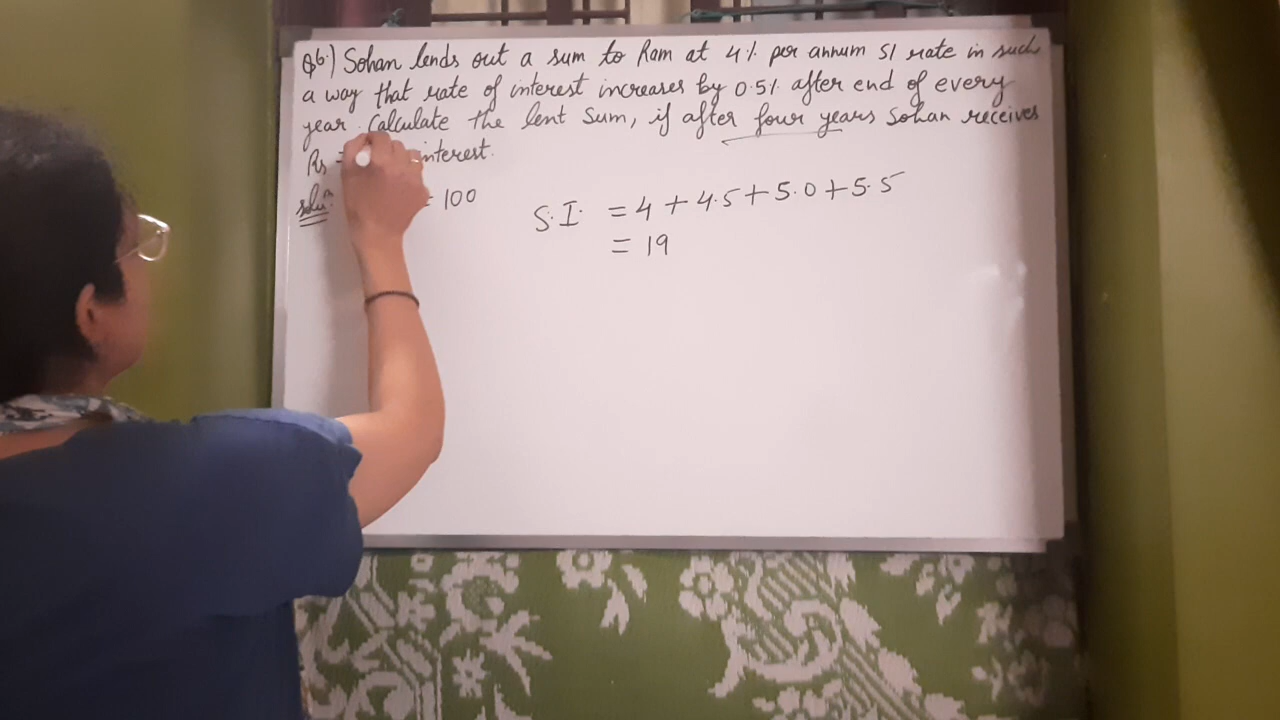 Q6.) Sohan lends out a sum to Ram at 4% per annum SI rate in such
a way that rate of interest increases by 0.5% after end of every
year. Calculate the lent sum, if after four years Sohan receives
Rs interest.
Solun: = 100
S.I. = 4 + 4.5 + 5.0 + 5.5
= 19